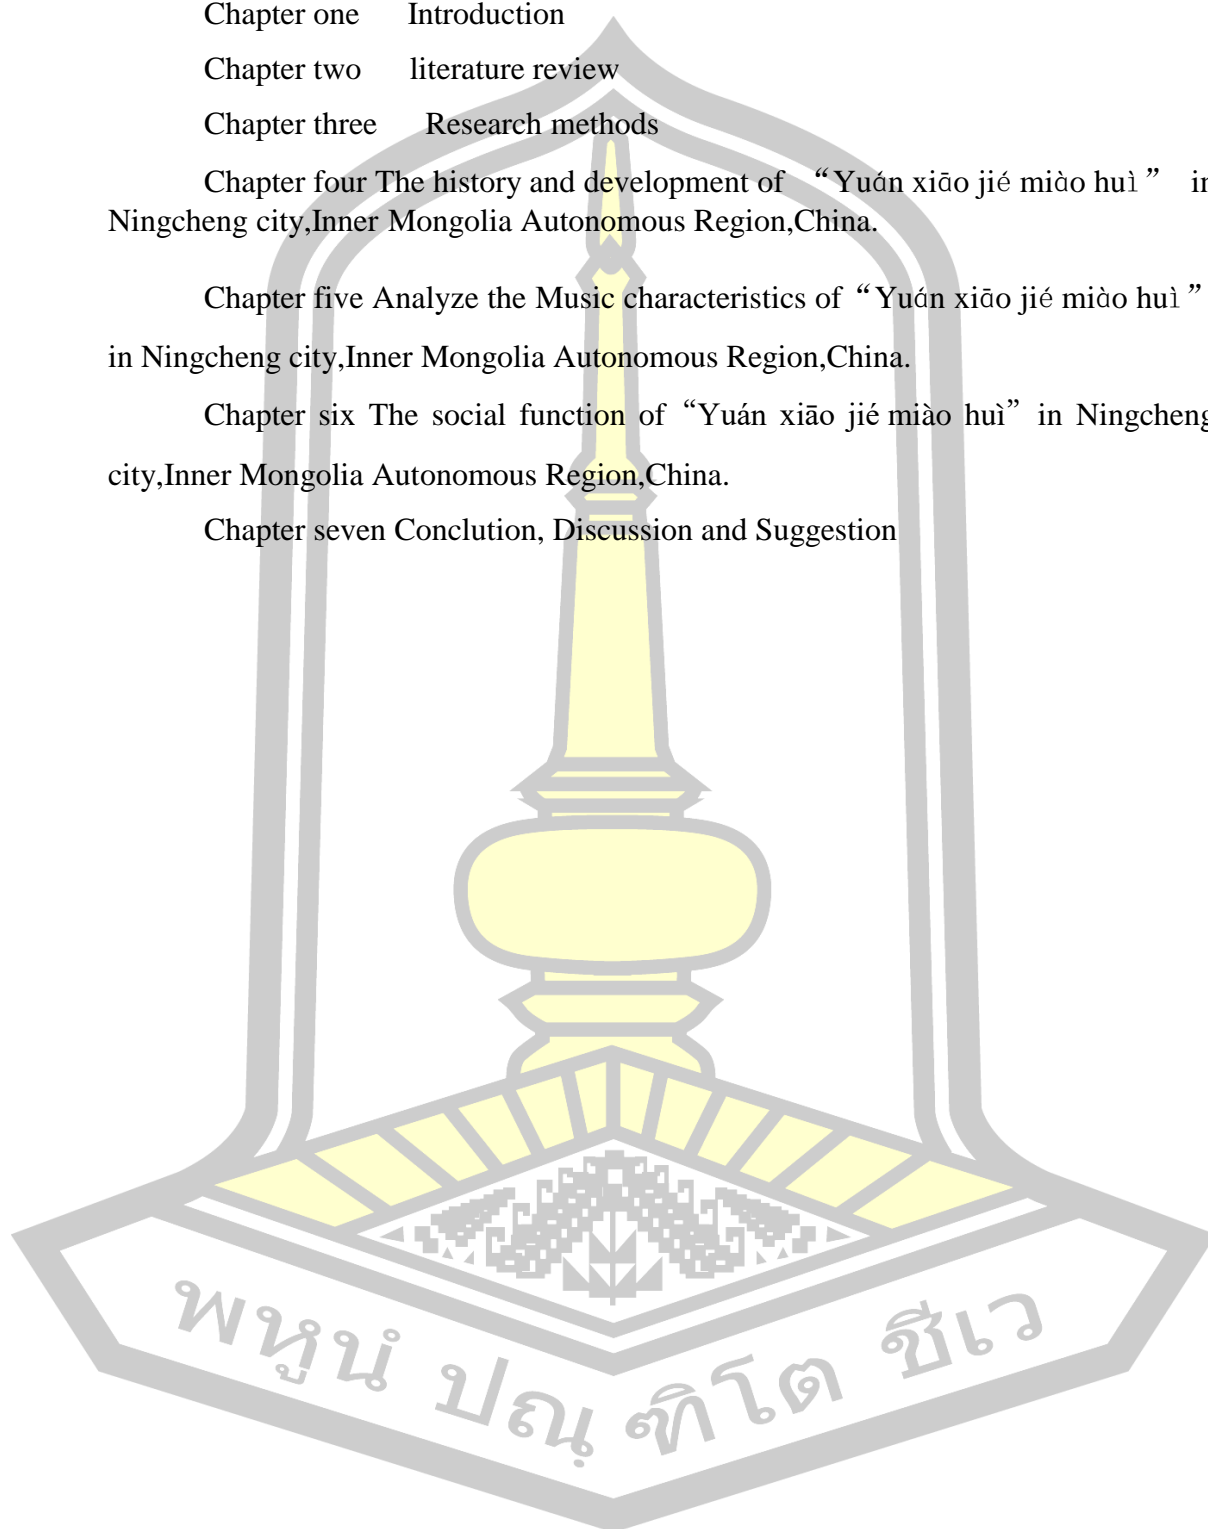 Chapter one Introduction
Chapter two literature review
Chapter three Research methods
Chapter four The history and development of “Yuán xiāo jié miào huì” in
Ningcheng city,Inner Mongolia Autonomous Region,China.
Chapter five Analyze the Music characteristics of“Yuán xiāo jié miào huì”
in Ningcheng city,Inner Mongolia Autonomous Region,China.
Chapter six The social function of“Yuán xiāo jié miào huì”in Ningcheng
city,Inner Mongolia Autonomous Region,China.
Chapter seven Conclution, Discussion and Suggestion
พหูนํ ปณฺฑิโต ชีเว